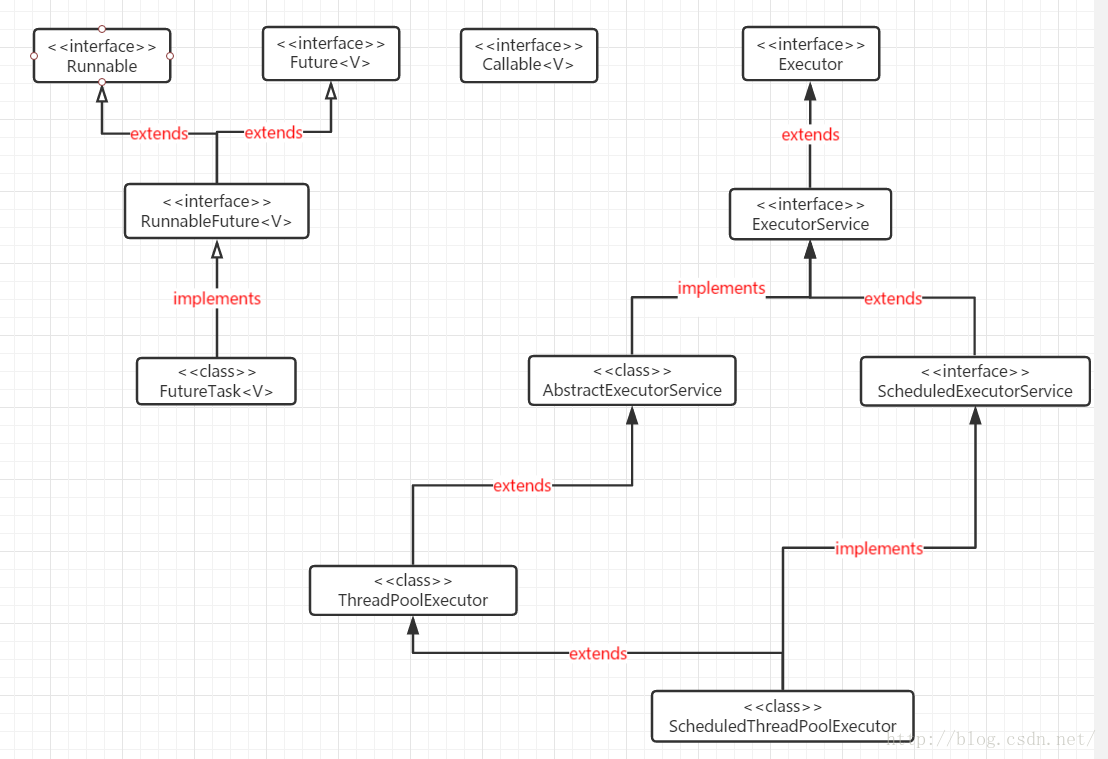 <<interface>>
Runnable
<<interface>>
Future<V>
<<interface>>
Callable<V>
<<interface>>
Executor
extends
extends
extends
<<interface>>
RunnableFuture<V>
<<interface>>
ExecutorService
implements
implements
extends
<<class>>
FutureTask<V>
<<class>>
AbstractExecutorService
<<interface>>
ScheduledExecutorService
extends
implements
<<class>>
ThreadPoolExecutor
extends
<<class>>
ScheduledThreadPoolExecutor
http://blog.csdn.net/